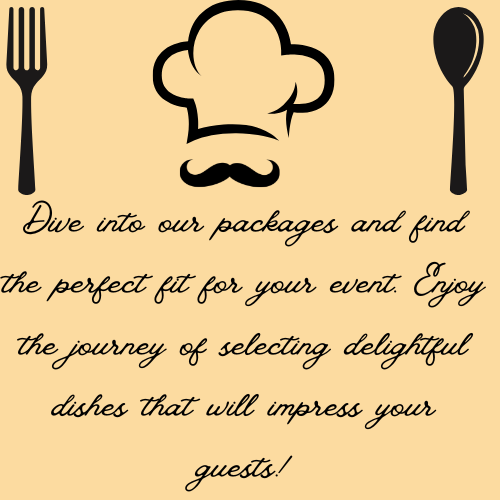 Dive into our packages and find
the perfect fit for your event. Enjoy
the journey of selecting delightful
dishes that will impress your
guests!